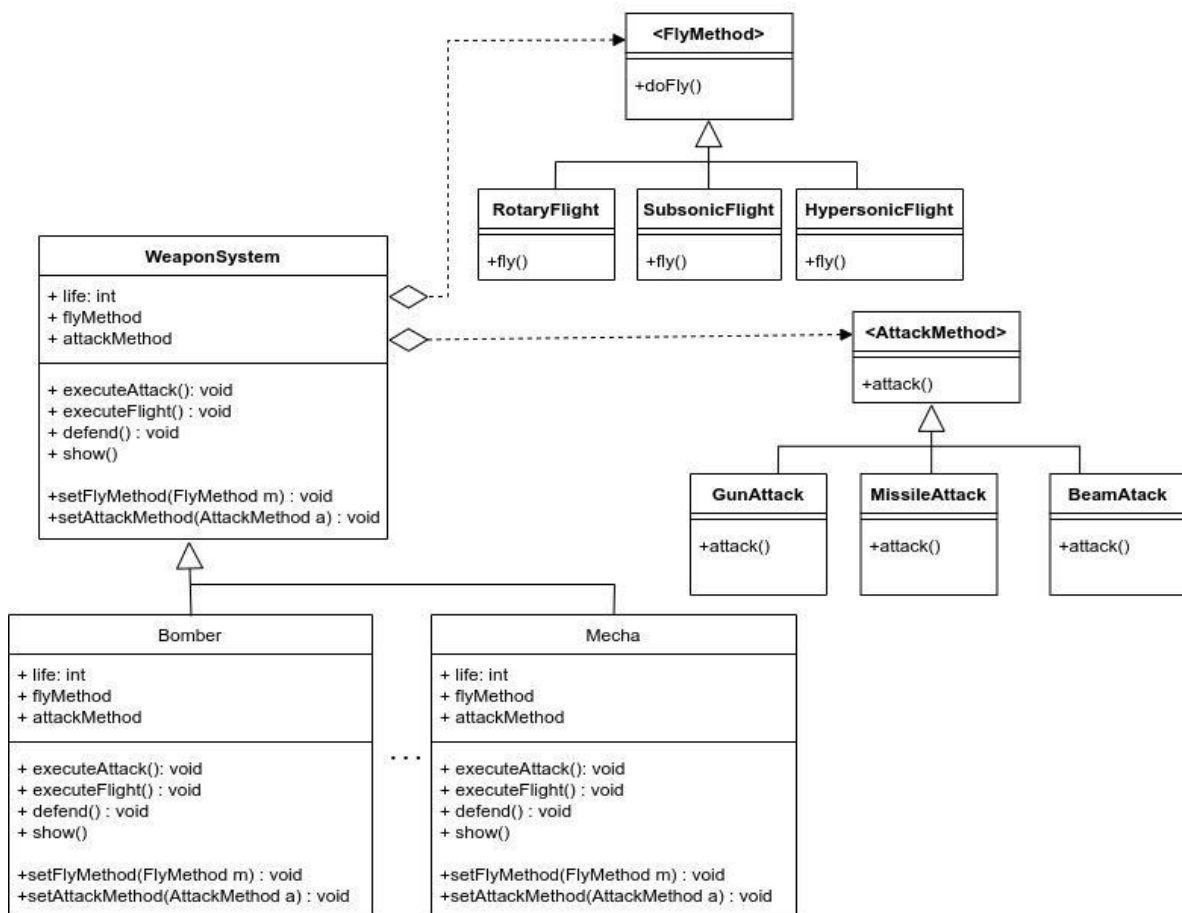 <FlyMethod>
+doFly()
RotaryFlight
+fly()
SubsonicFlight
+fly()
HypersonicFlight
+fly()
WeaponSystem
+ life: int
+ flyMethod
+ attackMethod
+ executeAttack(): void
+ executeFlight() : void
+ defend() : void
+ show()
+setFlyMethod(FlyMethod m) : void
+setAttackMethod(AttackMethod a) : void
<AttackMethod>
+attack()
GunAttack
+attack()
MissileAttack
+attack()
BeamAtack
+attack()
Bomber
+ life: int
+ flyMethod
+ attackMethod
+ executeAttack(): void
+ executeFlight() : void
+ defend() : void
+ show()
+setFlyMethod(FlyMethod m) : void
+setAttackMethod(AttackMethod a) : void
. . .
Mecha
+ life: int
+ flyMethod
+ attackMethod
+ executeAttack(): void
+ executeFlight() : void
+ defend() : void
+ show()
+setFlyMethod(FlyMethod m) : void
+setAttackMethod(AttackMethod a) : void